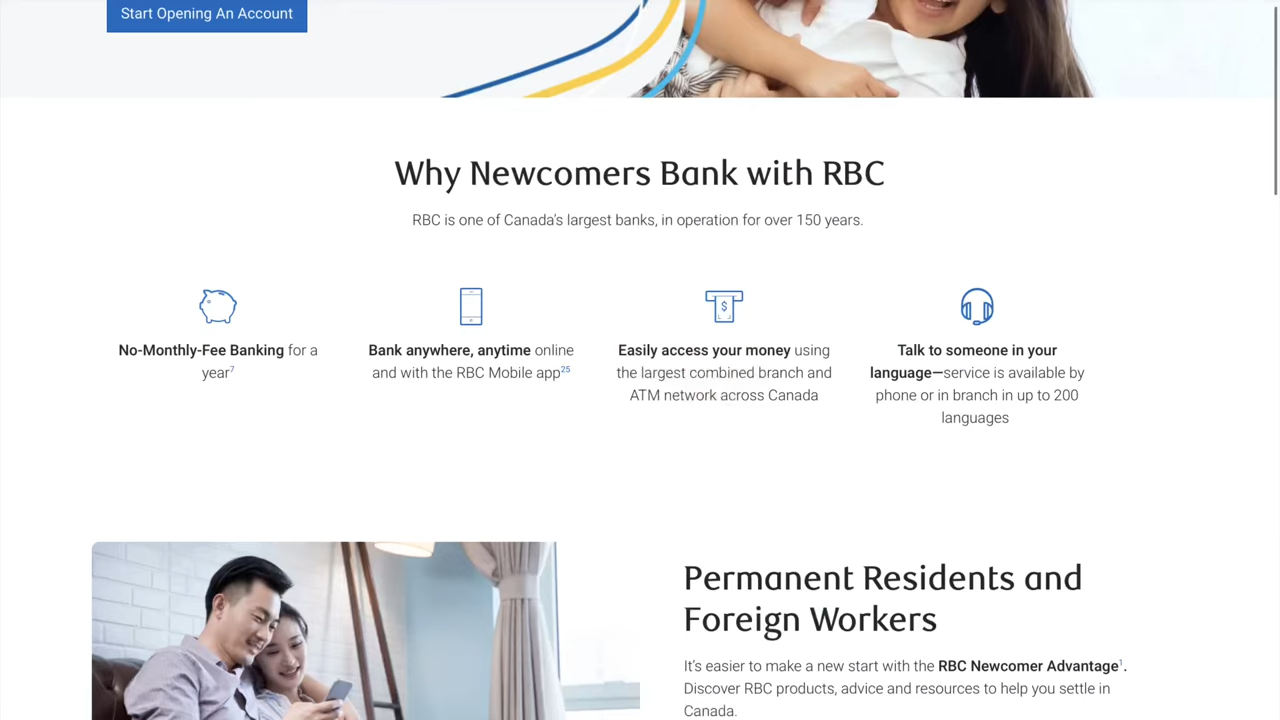 Start Opening An Account
Why Newcomers Bank with RBC
RBC is one of Canada's largest banks, in operation for over 150 years.
No-Monthly-Fee Banking for a
year7
Bank anywhere, anytime online
and with the RBC Mobile app25
Easily access your money using
the largest combined branch and
ATM network across Canada
Talk to someone in your
language—service is available by
phone or in branch in up to 200
languages
Permanent Residents and
Foreign Workers
It's easier to make a new start with the RBC Newcomer Advantage1.
Discover RBC products, advice and resources to help you settle in
Canada.